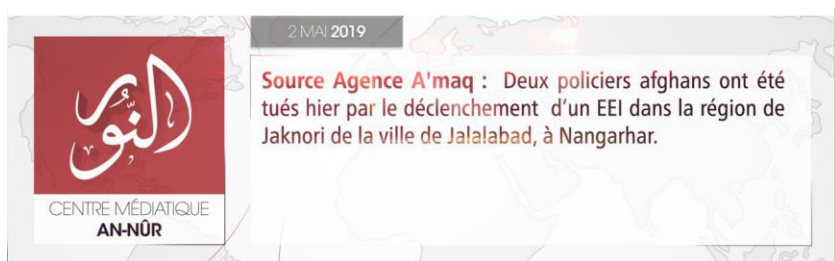 2 MAI 2019
Source Agence A'maq : Deux policiers afghans ont été
tués hier par le déclenchement d'un EEI dans la région de
Jaknori de la ville de Jalalabad, à Nangarhar.
النور
CENTRE MÉDIATIQUE
AN-NÛR